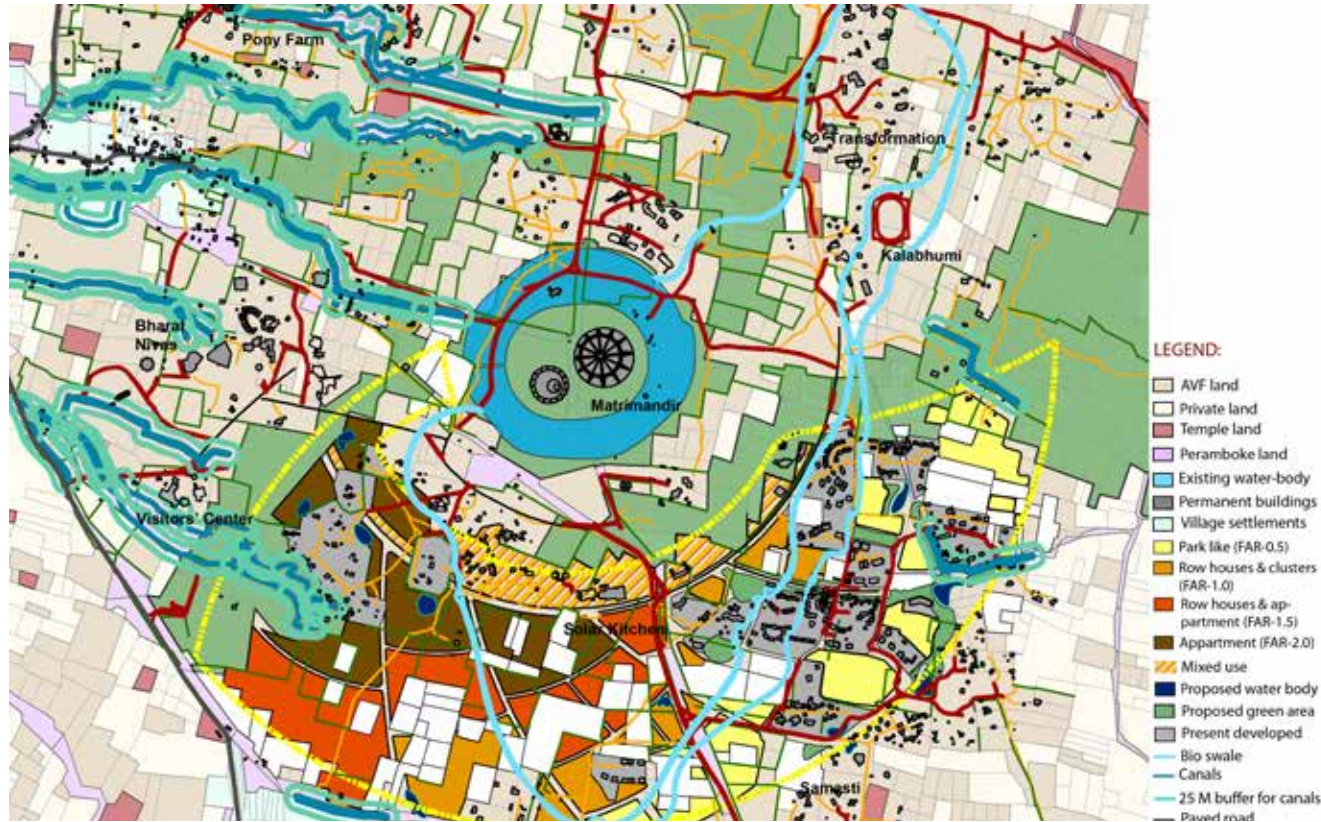 Pony Farm
Transformation
Kalabhumi
Bharat
Nivas
Matrimandir
Visitors' Center
Solar Kitchen
Samasti
LEGEND:
AVF land
Private land
Temple land
Peramboke land
Existing water-body
Permanent buildings
Village settlements
Park like (FAR-0.5)
Row houses & clusters
(FAR-1.0)
Row houses & ap-
partment (FAR-1.5)
Appartment (FAR-2.0)
Mixed use
Proposed water body
Proposed green area
Present developed
Bio swale
Canals
25 M buffer for canals
Paved road